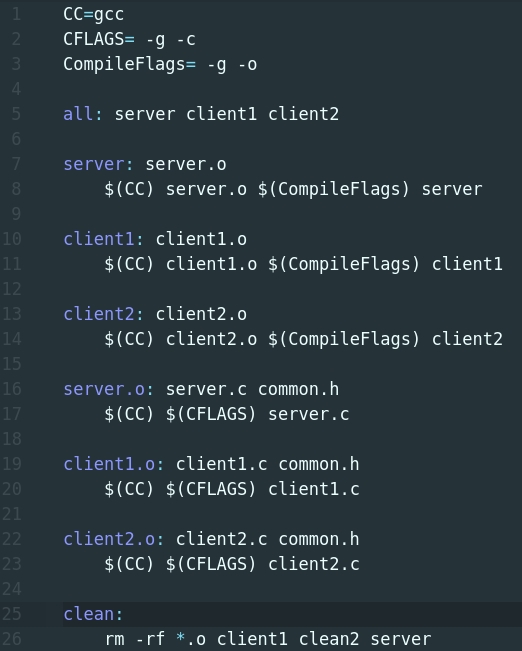 1 CC=gcc
2 CFLAGS= -g -c
3 CompileFlags= -g -o
4
5 all: server client1 client2
6
7 server: server.o
8 $(CC) server.o $(CompileFlags) server
9
10 client1: client1.o
11 $(CC) client1.o $(CompileFlags) client1
12
13 client2: client2.o
14 $(CC) client2.o $(CompileFlags) client2
15
16 server.o: server.c common.h
17 $(CC) $(CFLAGS) server.c
18
19 client1.o: client1.c common.h
20 $(CC) $(CFLAGS) client1.c
21
22 client2.o: client2.c common.h
23 $(CC) $(CFLAGS) client2.c
24
25 clean:
26 rm -rf *.o client1 clean2 server